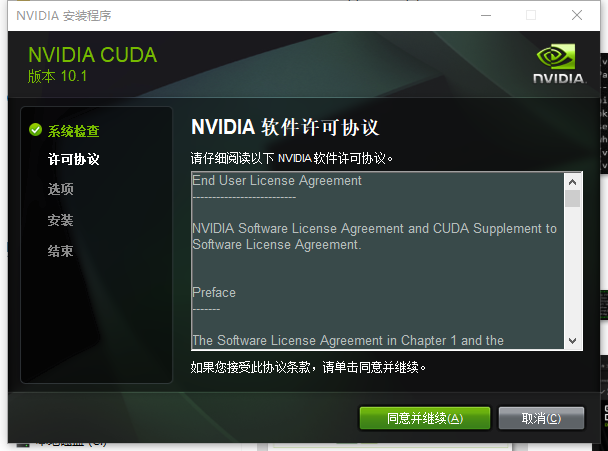 NVIDIA 安装程序
NVIDIA CUDA
版本 10.1
NVIDIA.
系统检查
许可协议
选项
安装
结束
NVIDIA 软件许可协议
请仔细阅读以下 NVIDIA 软件许可协议。
End User License Agreement
--------------------------
NVIDIA Software License Agreement and CUDA Supplement to
Software License Agreement.
Preface
-------
The Software License Agreement in Chapter 1 and the
如果您接受此协议条款，请单击同意并继续。
同意并继续(A)
取消(C)